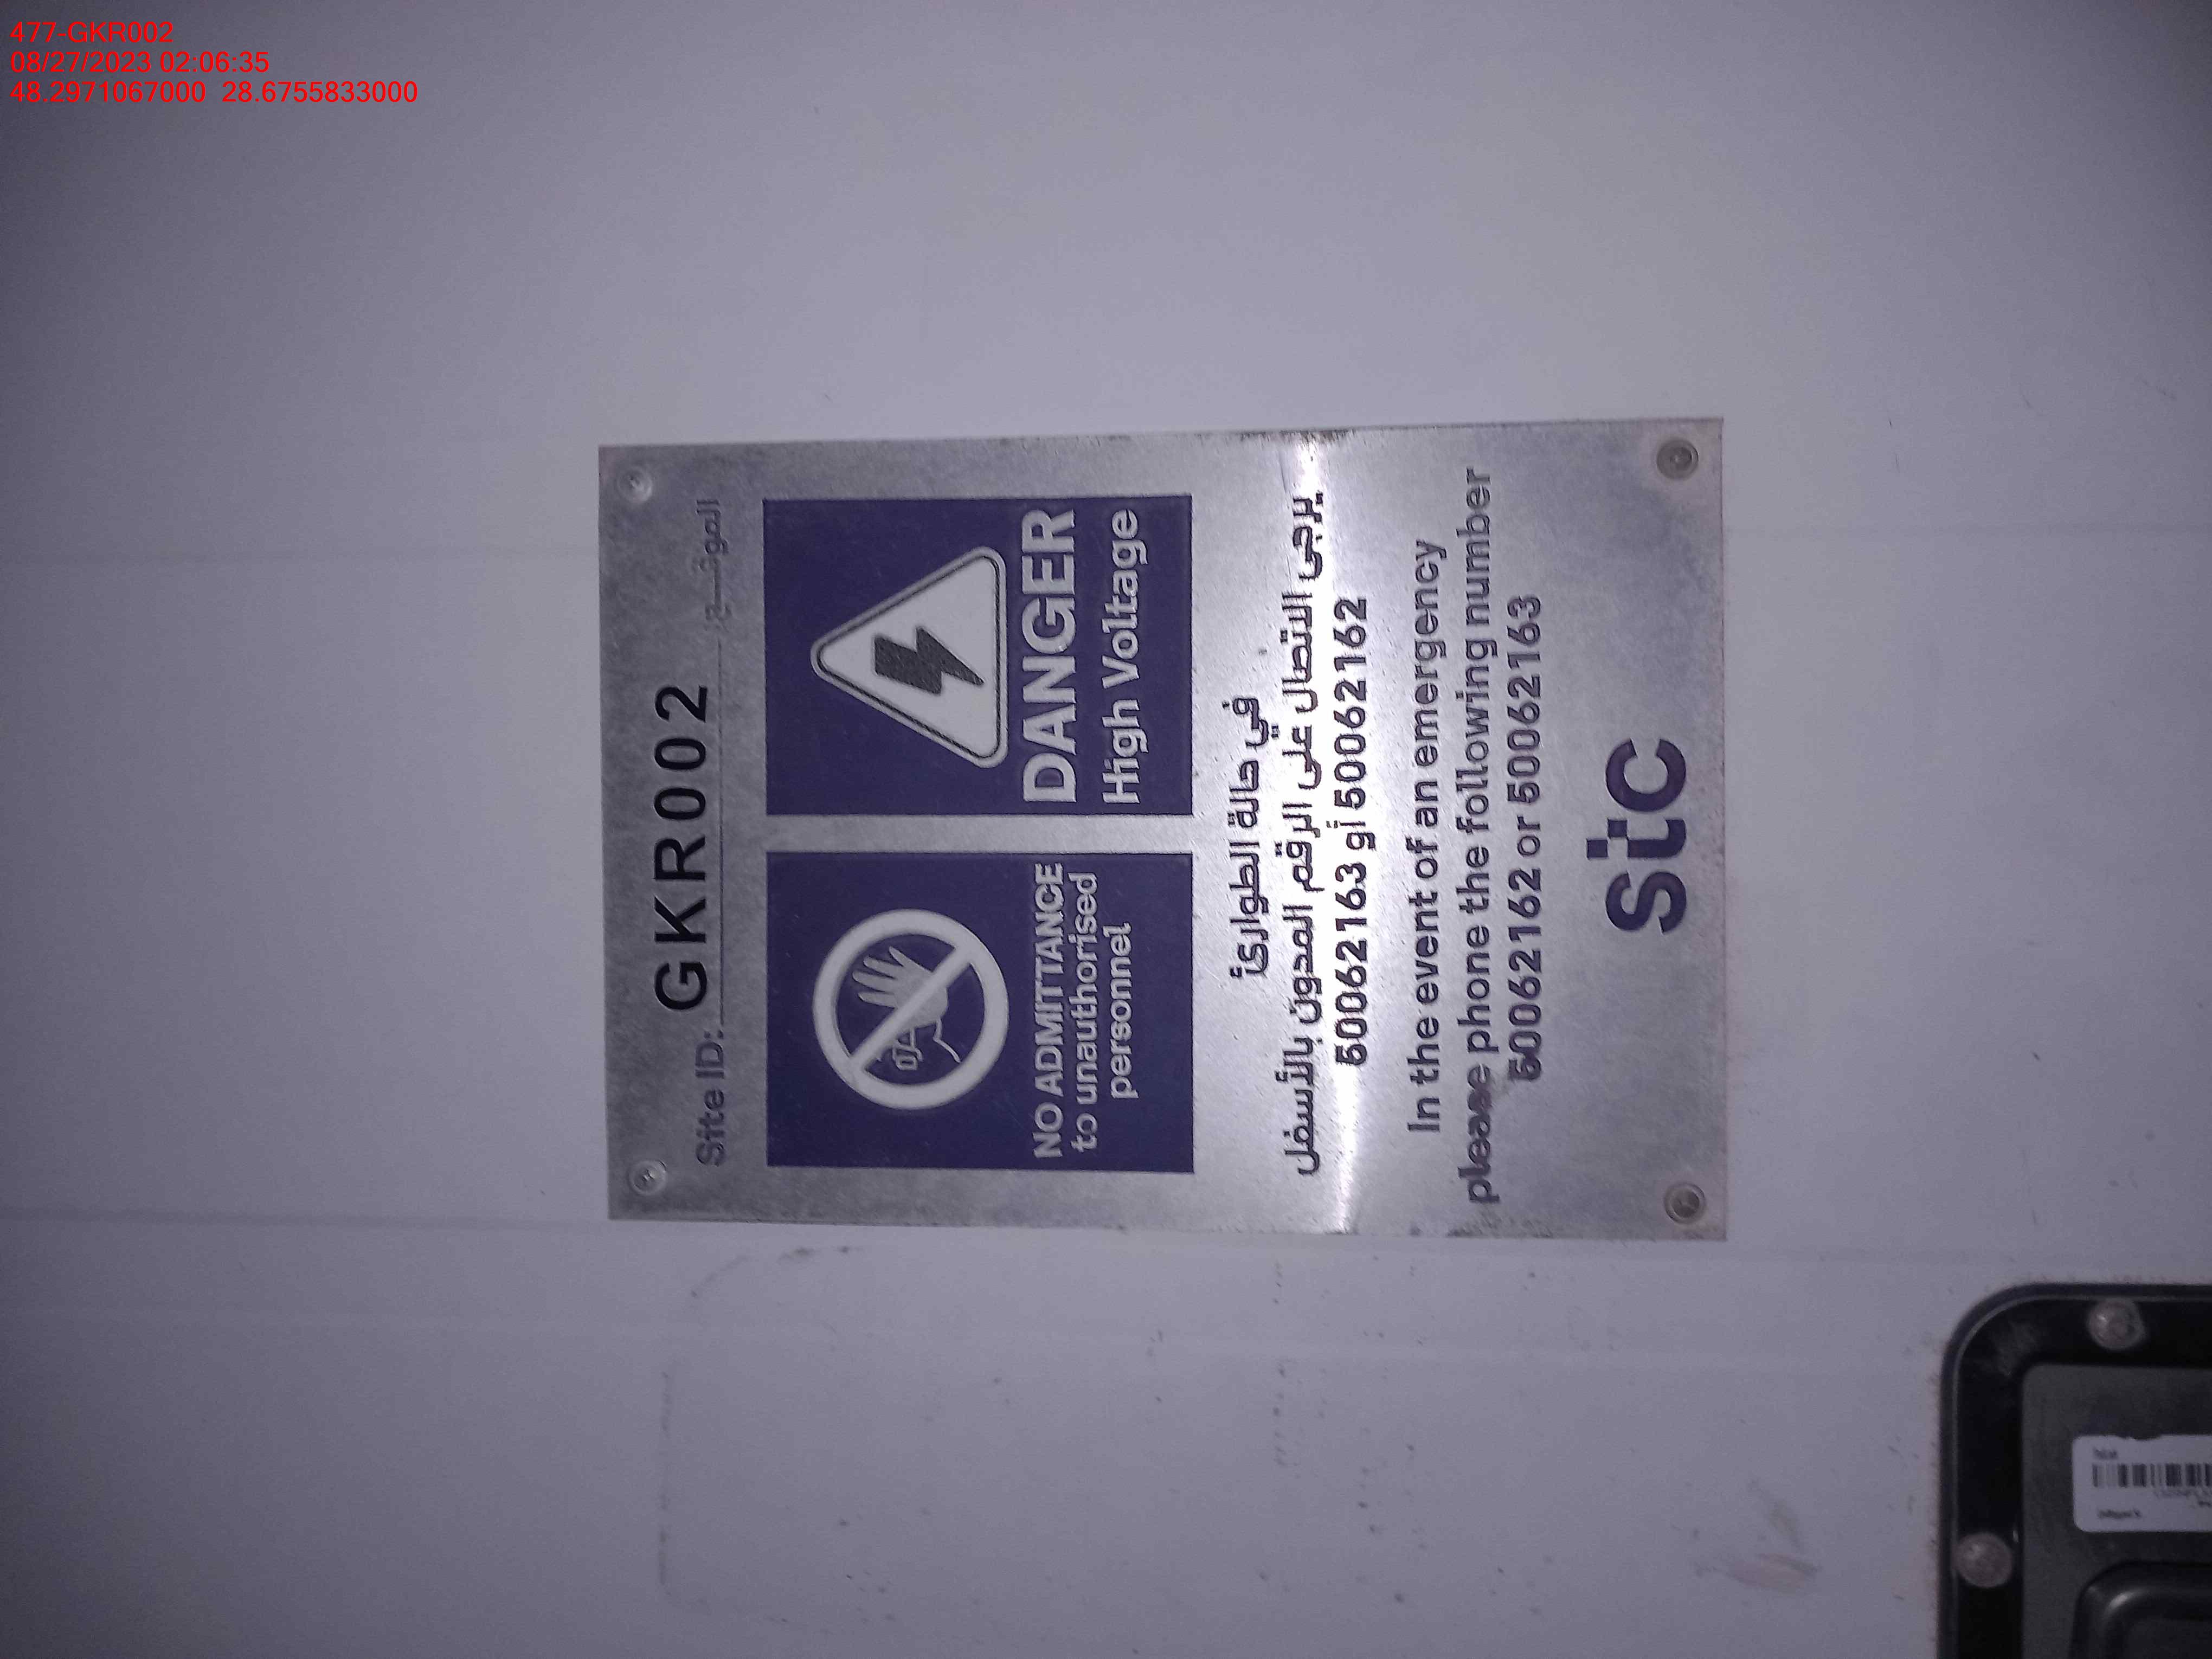 477-GKR002
08/27/2023 02:06:35
48.2971067000 28.6755833000
Site ID: GKR002 الموقـــع:
NO ADMITTANCE
to unauthorised
personnel
DANGER
High Voltage
في حالة الطوارئ
يرجى الاتصال على الرقم المدون بالأسفل
50062162 أو 50062163
In the event of an emergency
please phone the following number
50062162 or 50062163
stc